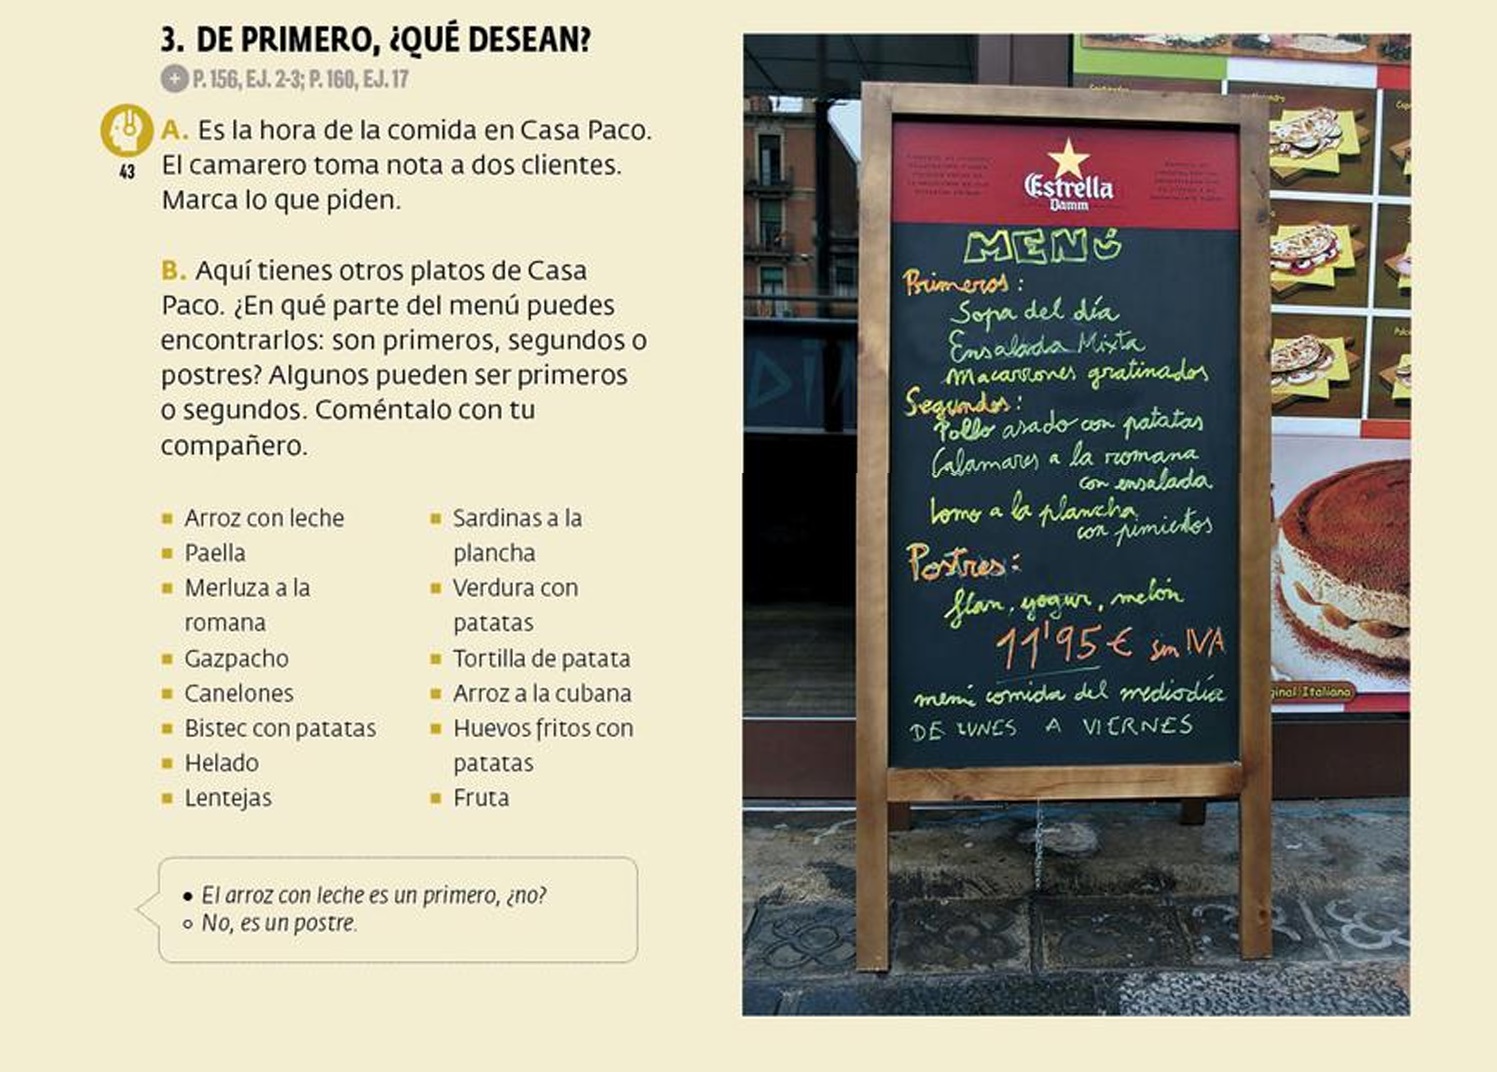 3. DE PRIMERO, ¿QUÉ DESEAN?
+ P. 156, EJ. 2-3; P. 160, EJ. 17
43
A. Es la hora de la comida en Casa Paco.
El camarero toma nota a dos clientes.
Marca lo que piden.
B. Aquí tienes otros platos de Casa
Paco. ¿En qué parte del menú puedes
encontrarlos: son primeros, segundos o
postres? Algunos pueden ser primeros
o segundos. Coméntalo con tu
compañero.
Arroz con leche
Paella
Merluza a la
romana
Gazpacho
Canelones
Bistec con patatas
Helado
Lentejas
Sardinas a la
plancha
Verdura con
patatas
Tortilla de patata
Arroz a la cubana
Huevos fritos con
patatas
Fruta
El arroz con leche es un primero, ¿no?
No, es un postre.
Estrella
Damm
MENÚ
Primeros:
Sopa del día
Ensalada Mixta
Macarrones gratinados
Segundos:
Pollo asado con patatas
Calamares a la romana
con ensalada
Lomo a la plancha
con pimientos
Postres:
flan, yogur, melón
11'95 € sin IVA
menú comida del mediodía
DE LUNES A VIERNES
Italiana